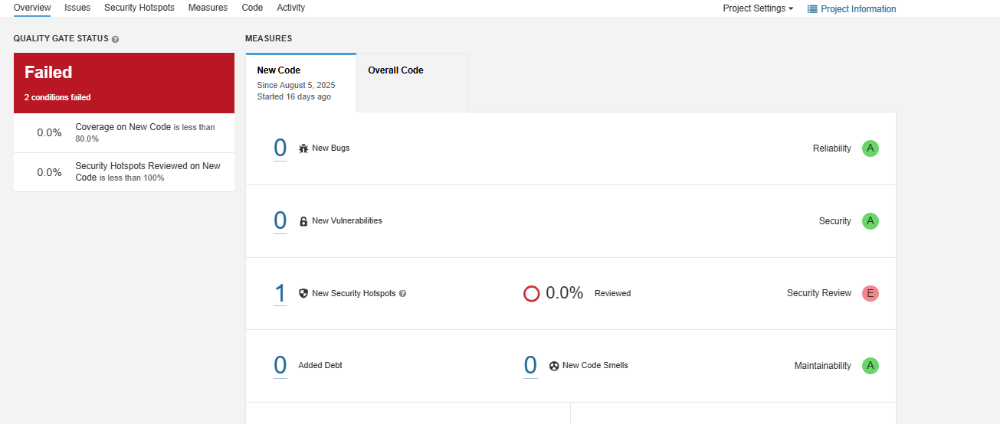 Overview Issues Security Hotspots Measures Code Activity Project Settings Project Information
QUALITY GATE STATUS
Failed
2 conditions failed
0.0% Coverage on New Code is less than
80.0%
0.0% Security Hotspots Reviewed on New
Code is less than 100%
MEASURES
New Code
Since August 5, 2025
Started 16 days ago
Overall Code
0 New Bugs Reliability A
0 New Vulnerabilities Security A
1 New Security Hotspots ? 0.0% Reviewed Security Review E
0 Added Debt 0 New Code Smells Maintainability A